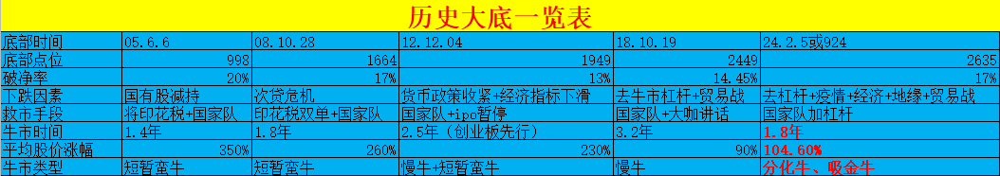 历史大底一览表
底部时间 05.6.6 08.10.28 12.12.04 18.10.19 24.2.5或924
底部点位 998 1664 1949 2449 2635
破净率 20% 17% 13% 14.45% 17%
下跌因素 国有股减持 次贷危机 货币政策收紧+经济指标下滑 去牛市杠杆+贸易战 去杠杆+疫情+经济+地缘+贸易战
救市手段 将印花税+国家队 印花税双单+国家队 国家队+ipo暂停 国家队+大咖讲话 国家队加杠杆
牛市时间 1.4年 1.8年 2.5年（创业板先行） 3.2年 1.8年
平均股价涨幅 350% 260% 230% 90% 104.60%
牛市类型 短暂蛮牛 短暂蛮牛 慢牛+短暂蛮牛 慢牛 分化牛、吸金牛